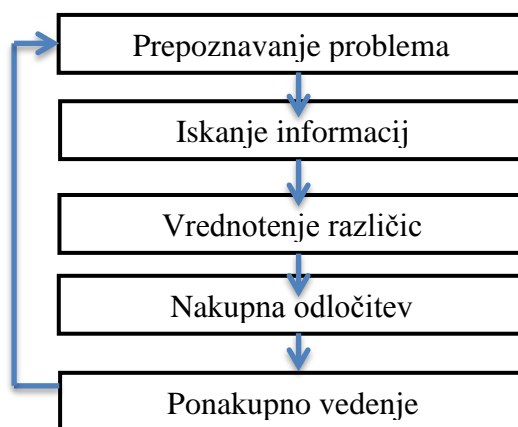 Prepoznavanje problema
Iskanje informacij
Vrednotenje različic
Nakupna odločitev
Ponakupno vedenje